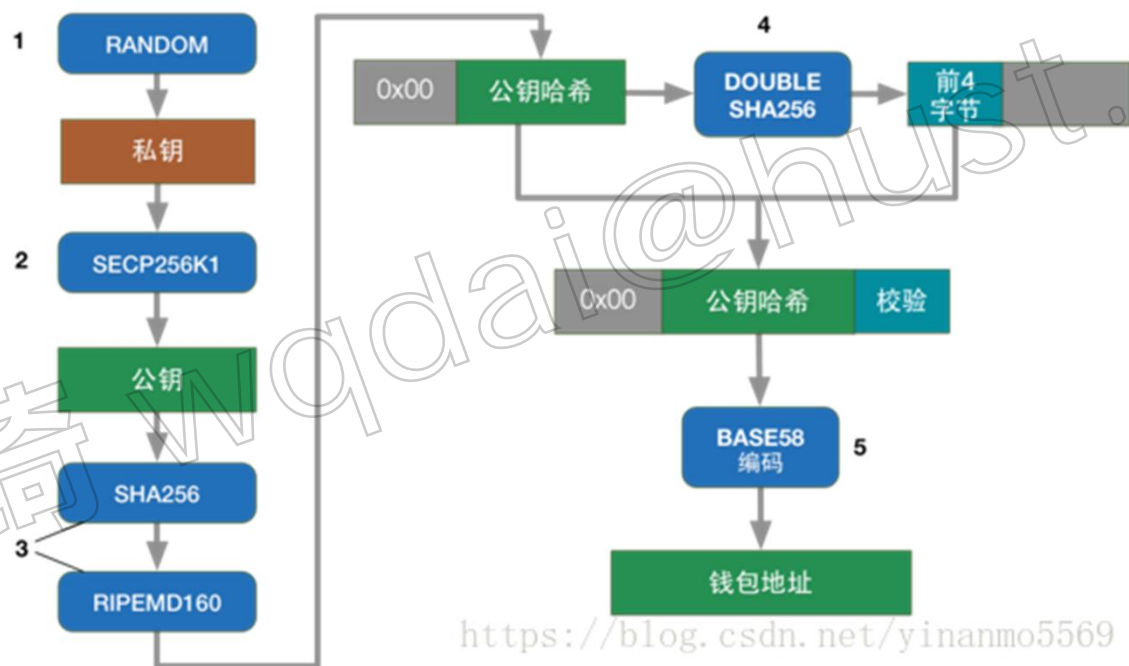 1
RANDOM
私钥
2
SECP256K1
公钥
SHA256
3
RIPEMD160
4
0x00
公钥哈希
DOUBLE
SHA256
前4
字节
0x00
公钥哈希
校验
BASE58
编码
5
钱包地址
wqdai@hust.
https://blog.csdn.net/yinanmo5569